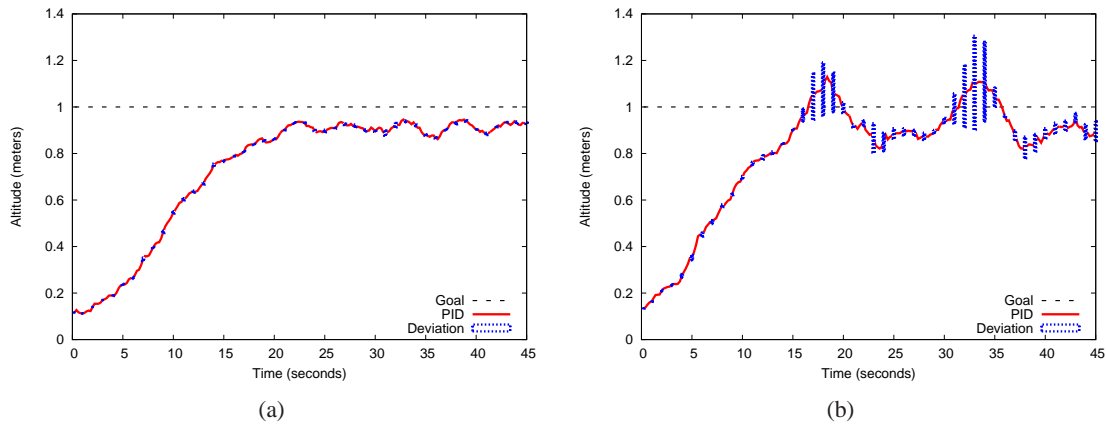 1.4
1.2
1
0.8
0.6
0.4
0.2
0
Altitude (meters)
0 5 10 15 20 25 30 35 40 45
Time (seconds)
Goal
PID
Deviation
(a)
1.4
1.2
1
0.8
0.6
0.4
0.2
0
Altitude (meters)
0 5 10 15 20 25 30 35 40 45
Time (seconds)
Goal
PID
Deviation
(b)